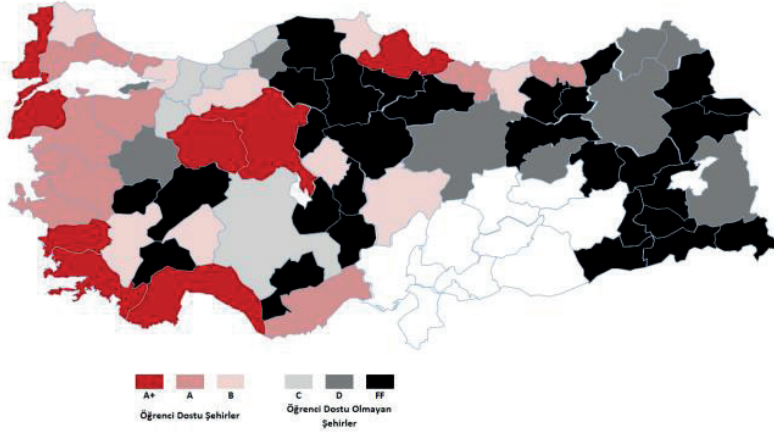 A+ A B C D FF
Öğrenci Dostu Şehirler
Öğrenci Dostu Olmayan
Şehirler